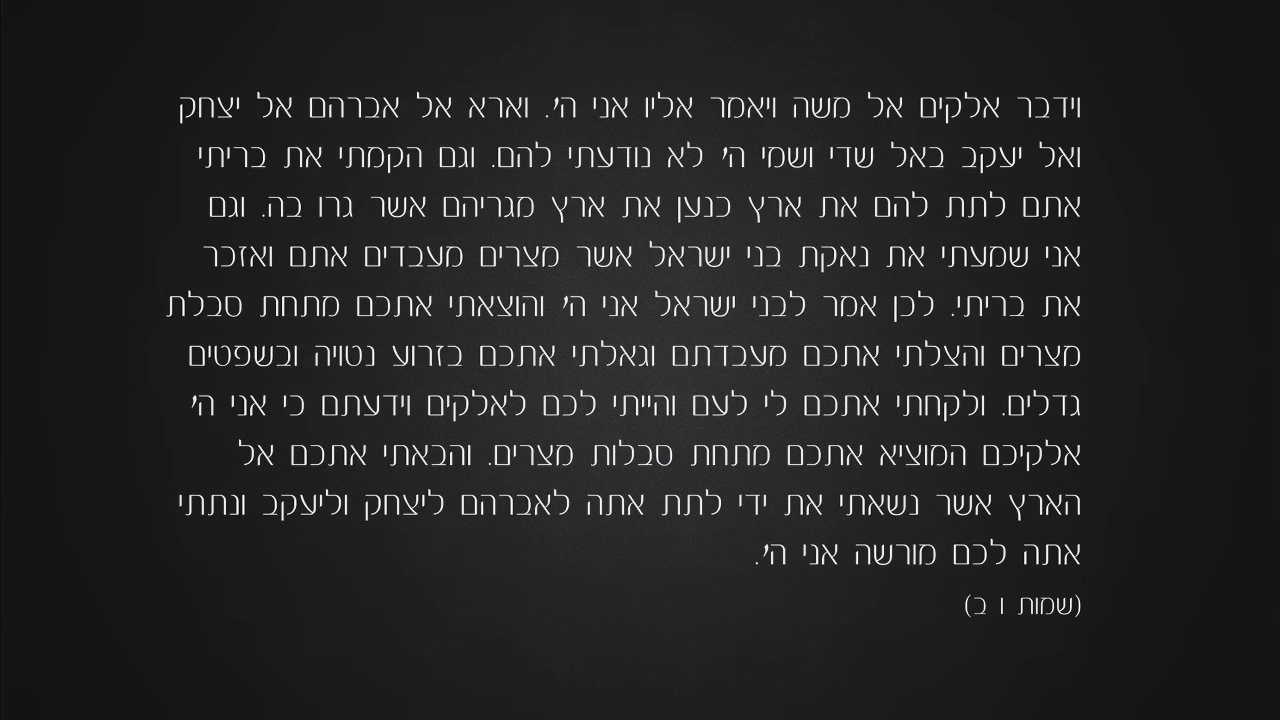 וידבר אלקים אל משה ויאמר אליו אני ה'. וארא אל אברהם אל יצחק
ואל יעקב באל שדי ושמי ה' לא נודעתי להם. וגם הקמתי את בריתי
אתם לתת להם את ארץ כנען את ארץ מגריהם אשר גרו בה. וגם
אני שמעתי את נאקת בני ישראל אשר מצרים מעבדים אתם ואזכר
את בריתי. לכן אמר לבני ישראל אני ה' והוצאתי אתכם מתחת סבלת
מצרים והצלתי אתכם מעבדתם וגאלתי אתכם בזרוע נטויה ובשפטים
גדלים. ולקחתי אתכם לי לעם והייתי לכם לאלקים וידעתם כי אני ה'
אלקיכם המוציא אתכם מתחת סבלות מצרים. והבאתי אתכם אל
הארץ אשר נשאתי את ידי לתת אתה לאברהם ליצחק וליעקב ונתתי
אתה לכם מורשה אני ה'.
(שמות ו ב)